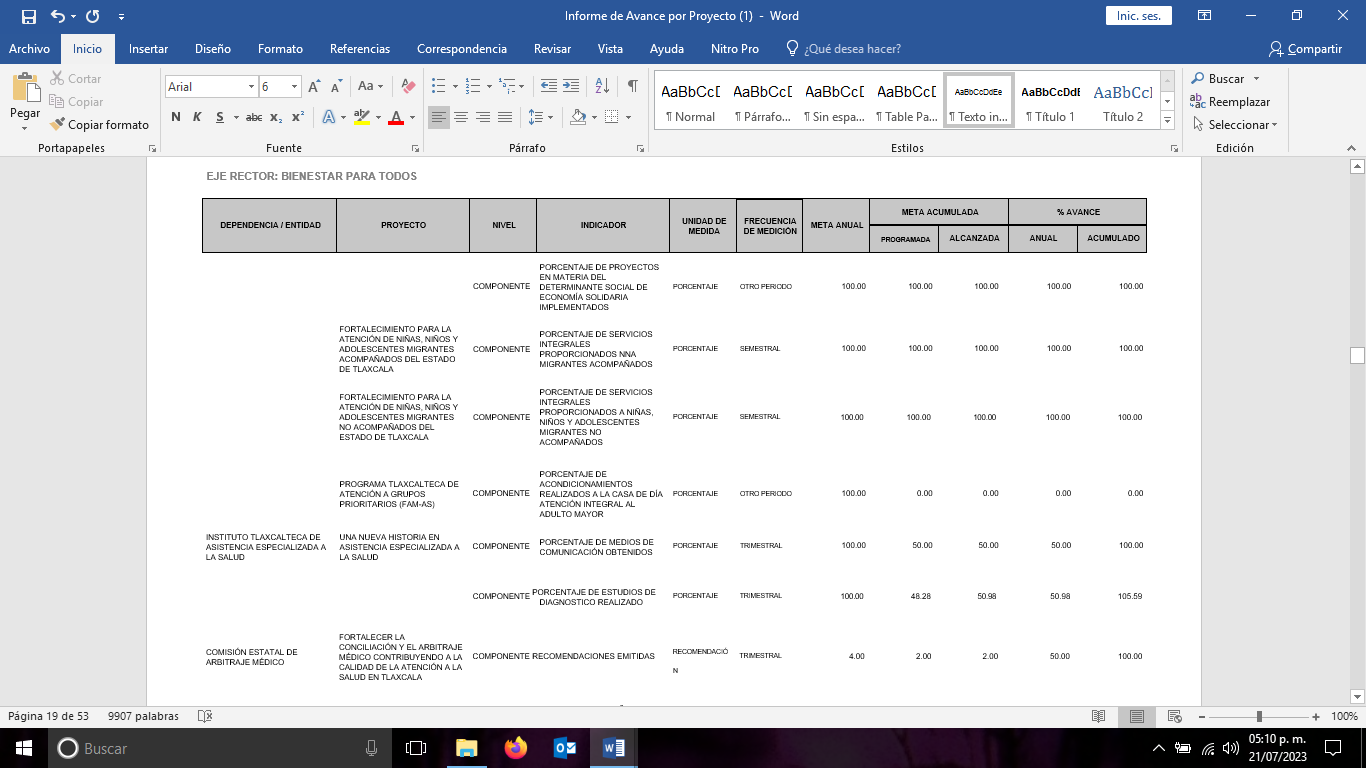 Informe de Avance por Proyecto (1) - Word
Inic. ses.
Archivo Inicio Insertar Diseño Formato Referencias Correspondencia Revisar Vista Ayuda Nitro Pro ¿Qué desea hacer? Compartir
Pegar
Cortar
Copiar
Copiar formato
Portapapeles
Arial 6
N K S abc x₂ x²
Fuente
Párrafo
AaBbCcI AaBbCcI AaBbCcI AaBbCcI AaBbCcDdEe AaBbCcDdE AaBbCcI
¶ Normal ¶ Párrafo... ¶ Sin espa... ¶ Table Pa... ¶ Texto in... ¶ Título 1 Título 2
Estilos
Buscar
Reemplazar
Seleccionar
Edición
EJE RECTOR: BIENESTAR PARA TODOS
DEPENDENCIA / ENTIDAD PROYECTO NIVEL INDICADOR
UNIDAD DE
MEDIDA
FRECUENCIA
DE MEDICIÓN
META ANUAL
META ACUMULADA % AVANCE
PROGRAMADA ALCANZADA ANUAL ACUMULADO
COMPONENTE
PORCENTAJE DE PROYECTOS
EN MATERIA DEL
DETERMINANTE SOCIAL DE
ECONOMÍA SOLIDARIA
IMPLEMENTADOS
PORCENTAJE OTRO PERIODO 100.00 100.00 100.00 100.00 100.00
FORTALECIMIENTO PARA LA
ATENCIÓN DE NIÑAS, NIÑOS Y
ADOLESCENTES MIGRANTES
ACOMPAÑADOS DEL ESTADO
DE TLAXCALA
COMPONENTE
PORCENTAJE DE SERVICIOS
INTEGRALES
PROPORCIONADOS NNA
MIGRANTES ACOMPAÑADOS
PORCENTAJE SEMESTRAL 100.00 100.00 100.00 100.00 100.00
FORTALECIMIENTO PARA LA
ATENCIÓN DE NIÑAS, NIÑOS Y
ADOLESCENTES MIGRANTES
NO ACOMPAÑADOS DEL
ESTADO DE TLAXCALA
COMPONENTE
PORCENTAJE DE SERVICIOS
INTEGRALES
PROPORCIONADOS A NIÑAS,
NIÑOS Y ADOLESCENTES
MIGRANTES NO
ACOMPAÑADOS
PORCENTAJE SEMESTRAL 100.00 100.00 100.00 100.00 100.00
PROGRAMA TLAXCALTECA DE
ATENCIÓN A GRUPOS
PRIORITARIOS (FAM-AS)
COMPONENTE
PORCENTAJE DE
ACONDICIONAMIENTOS
REALIZADOS A LA CASA DE DÍA
ATENCIÓN INTEGRAL AL
ADULTO MAYOR
PORCENTAJE OTRO PERIODO 100.00 0.00 0.00 0.00 0.00
INSTITUTO TLAXCALTECA DE
ASISTENCIA ESPECIALIZADA A
LA SALUD
UNA NUEVA HISTORIA EN
ASISTENCIA ESPECIALIZADA A
LA SALUD
COMPONENTE
PORCENTAJE DE MEDIOS DE
COMUNICACIÓN OBTENIDOS
PORCENTAJE TRIMESTRAL 100.00 50.00 50.00 50.00 100.00
COMPONENTE
PORCENTAJE DE ESTUDIOS DE
DIAGNOSTICO REALIZADO
PORCENTAJE TRIMESTRAL 100.00 48.28 50.98 50.98 105.59
COMISIÓN ESTATAL DE
ARBITRAJE MÉDICO
FORTALECER LA
CONCILIACIÓN Y EL ARBITRAJE
MÉDICO CONTRIBUYENDO A LA
CALIDAD DE LA ATENCIÓN A LA
SALUD EN TLAXCALA
COMPONENTE RECOMENDACIONES EMITIDAS
RECOMENDACIÓ
N
TRIMESTRAL 4.00 2.00 2.00 50.00 100.00
Página 19 de 53 9907 palabras 100%
Buscar
05:10 p. m.
21/07/2023